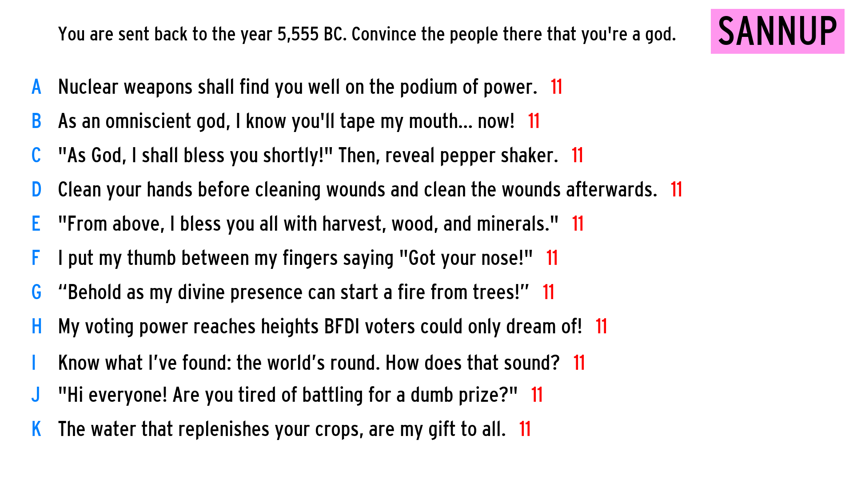 You are sent back to the year 5,555 BC. Convince the people there that you're a god.
SANNUP
A Nuclear weapons shall find you well on the podium of power. 11
B As an omniscient god, I know you'll tape my mouth... now! 11
C "As God, I shall bless you shortly!" Then, reveal pepper shaker. 11
D Clean your hands before cleaning wounds and clean the wounds afterwards. 11
E "From above, I bless you all with harvest, wood, and minerals." 11
F I put my thumb between my fingers saying "Got your nose!" 11
G “Behold as my divine presence can start a fire from trees!” 11
H My voting power reaches heights BFDI voters could only dream of! 11
I Know what I’ve found: the world’s round. How does that sound? 11
J "Hi everyone! Are you tired of battling for a dumb prize?" 11
K The water that replenishes your crops, are my gift to all. 11